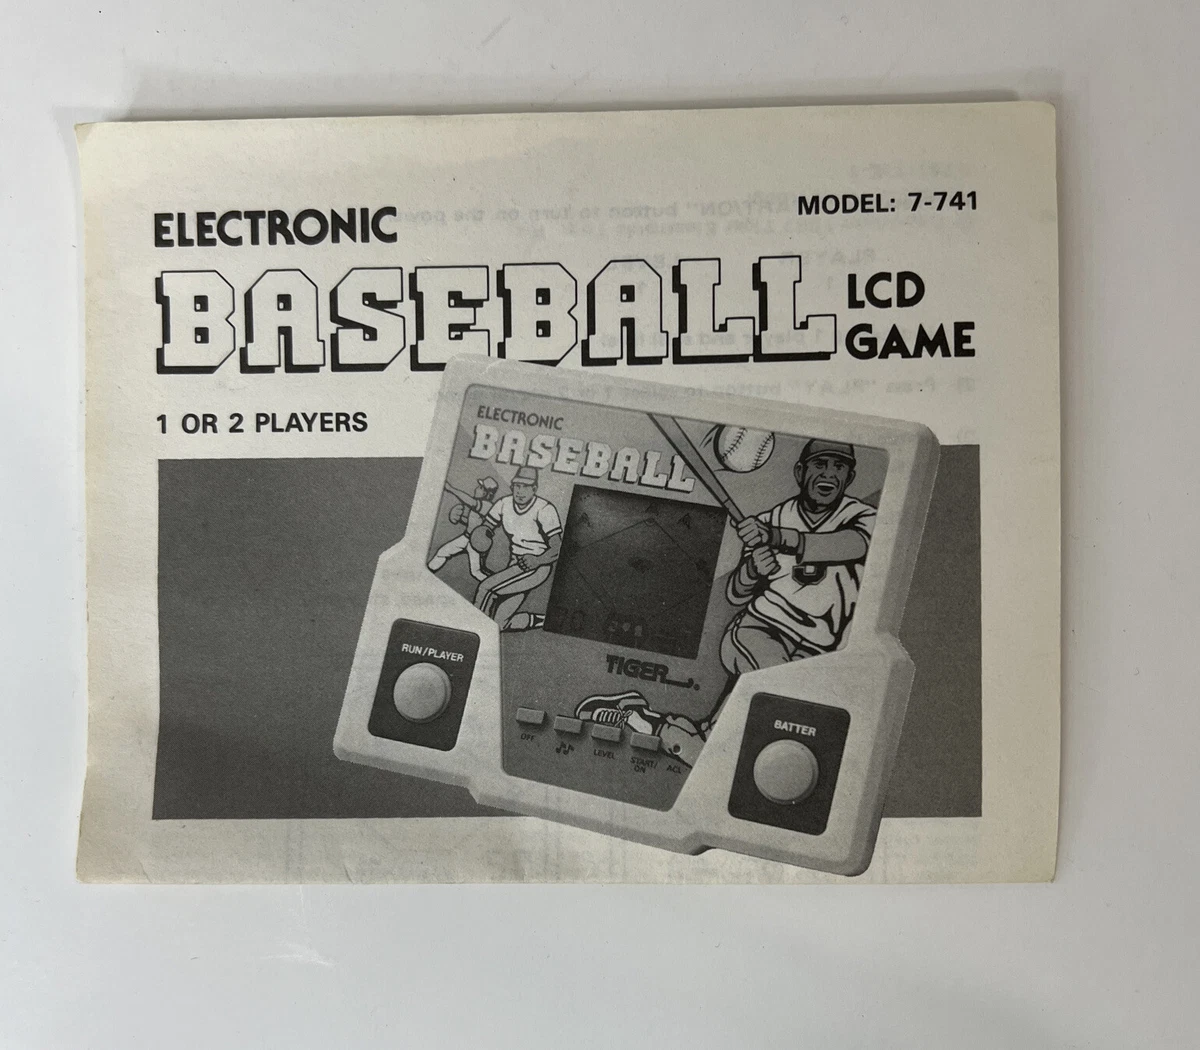 MODEL: 7-741
ELECTRONIC
BASEBALL
LCD
GAME
1 OR 2 PLAYERS
ELECTRONIC
BASEBALL
RUN/PLAYER
TIGER
BATTER
OFF
LEVEL
START/
ON
ACL